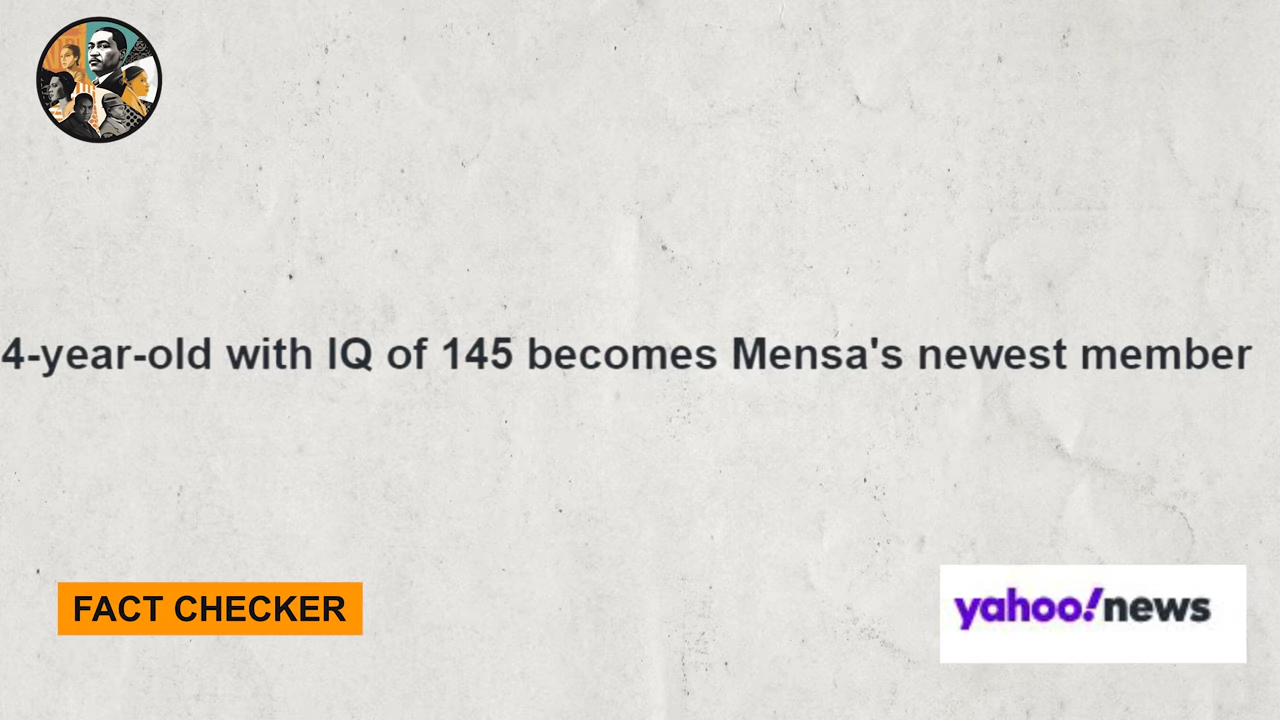 4-year-old with IQ of 145 becomes Mensa's newest member
FACT CHECKER
yahoo!news